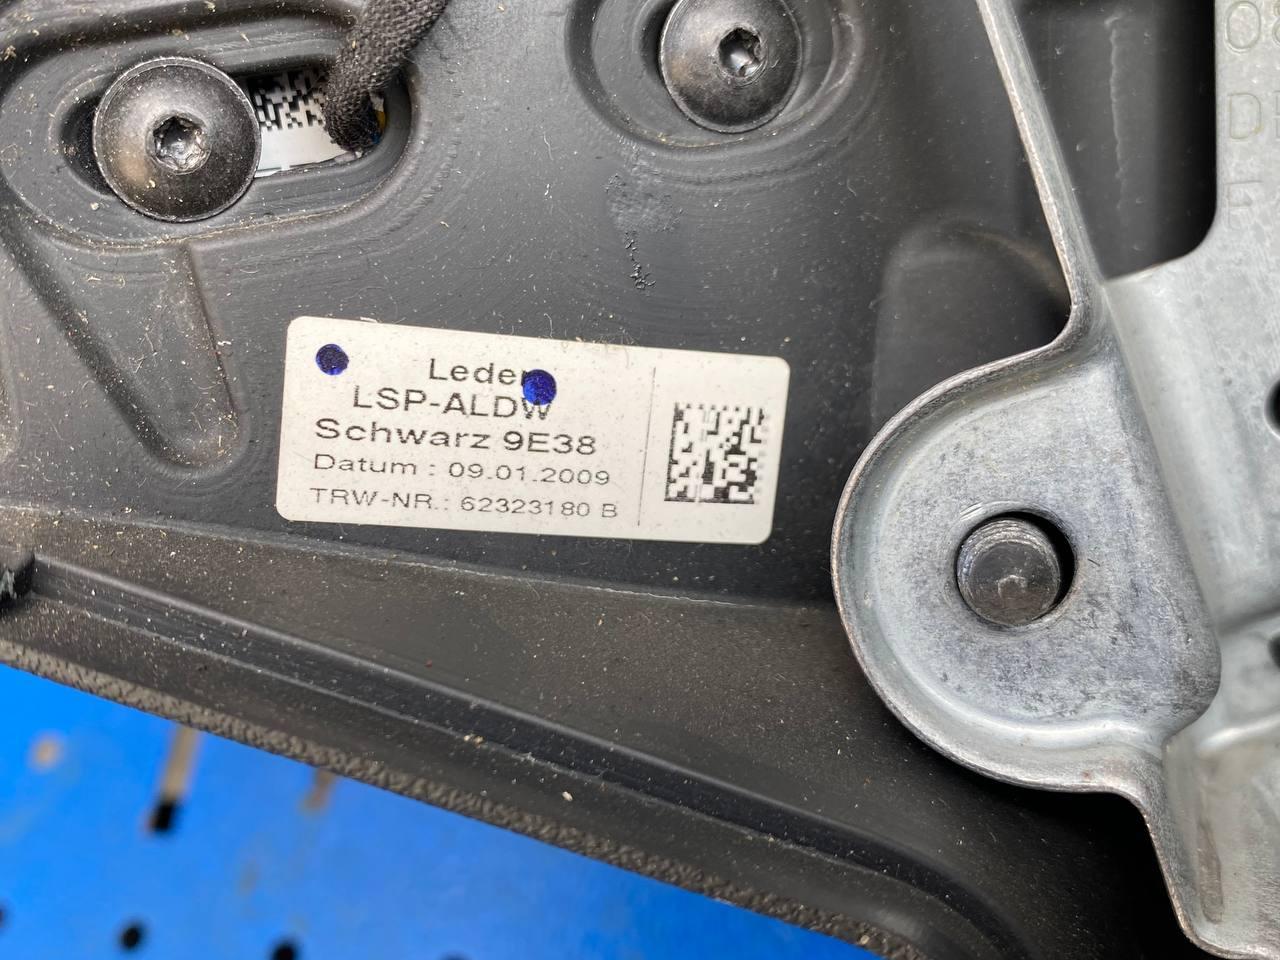 Leder
LSP-ALDW
Schwarz 9E38
Datum : 09.01.2009
TRW-NR.: 62323180 B